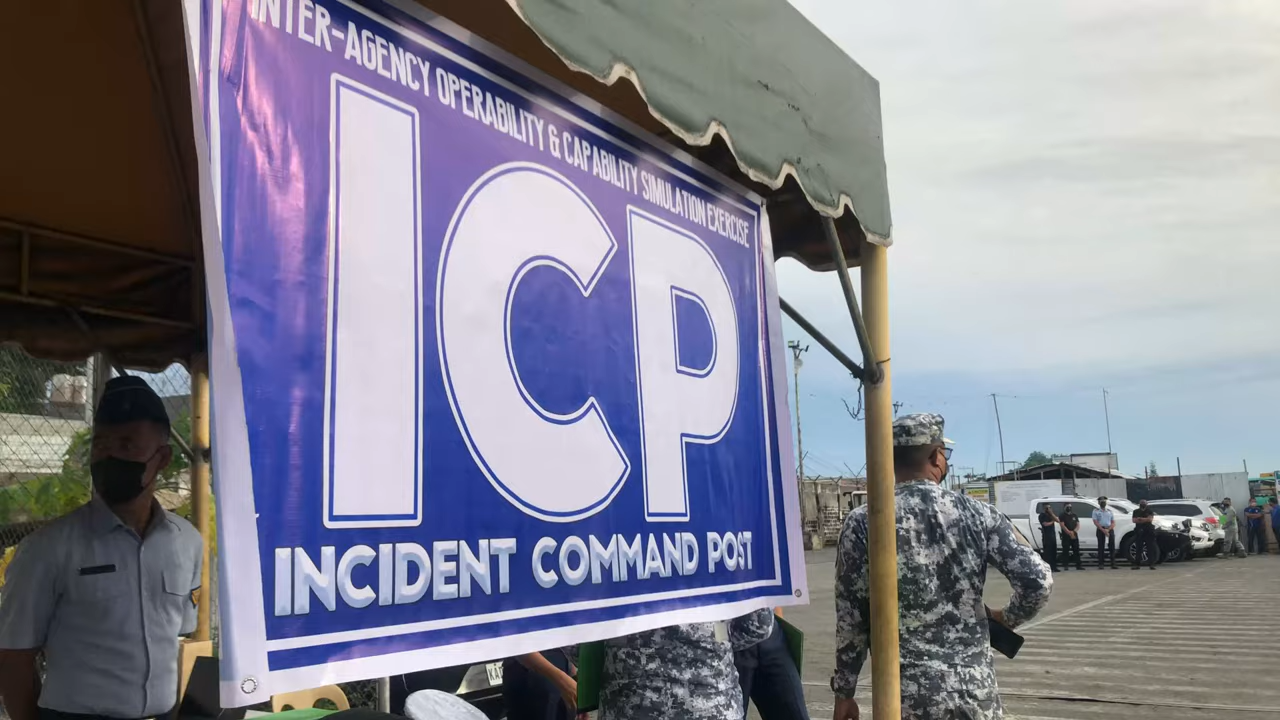 INTER-AGENCY OPERABILITY & CAPABILITY SIMULATION EXERCISE
ICP
INCIDENT COMMAND POST